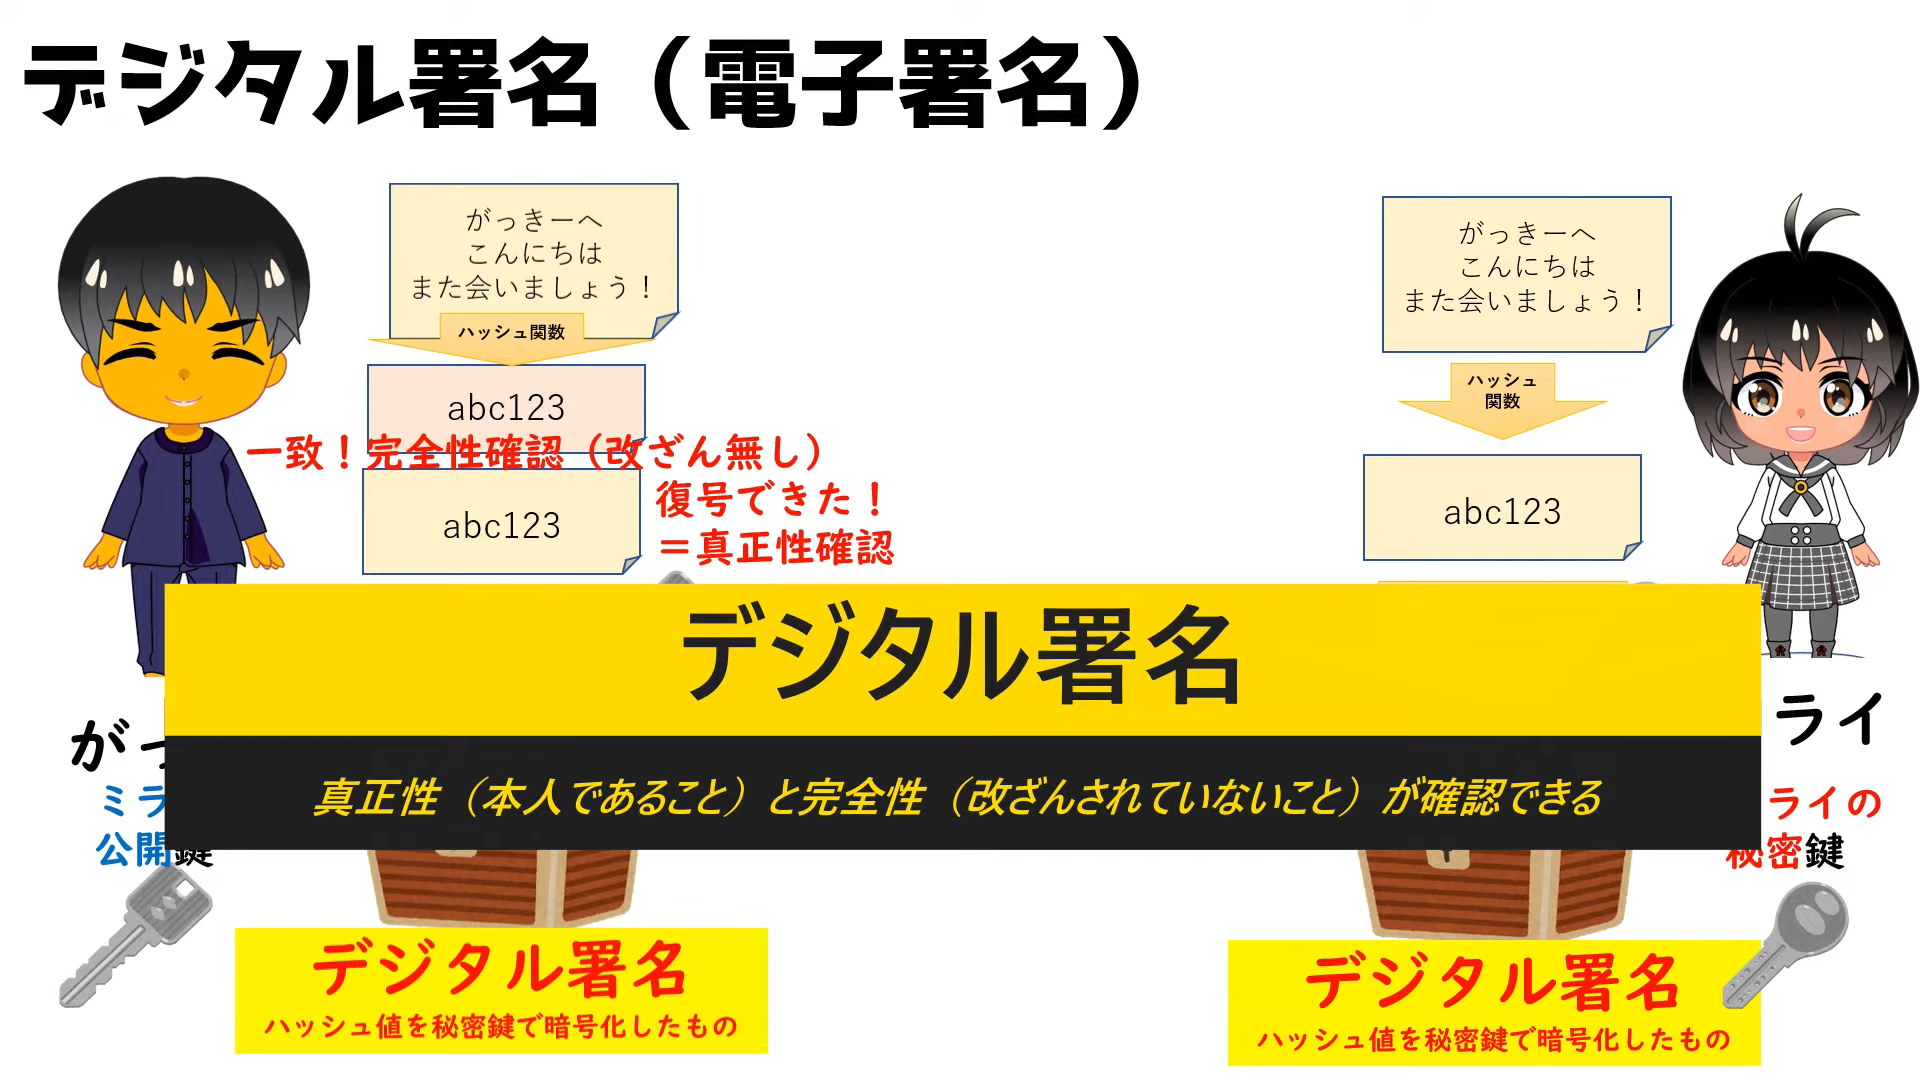 デジタル署名（電子署名）
がっきーへ
こんにちは
また会いましょう！
ハッシュ関数
abc123
一致！完全性確認（改ざん無し）
abc123
復号できた！
＝真正性確認
がっきーへ
こんにちは
また会いましょう！
ハッシュ
関数
abc123
デジタル署名
真正性（本人であること）と完全性（改ざんされていないこと）が確認できる
がっ
ミラ
公開鍵
ライ
ライの
秘密鍵
デジタル署名
ハッシュ値を秘密鍵で暗号化したもの
デジタル署名
ハッシュ値を秘密鍵で暗号化したもの